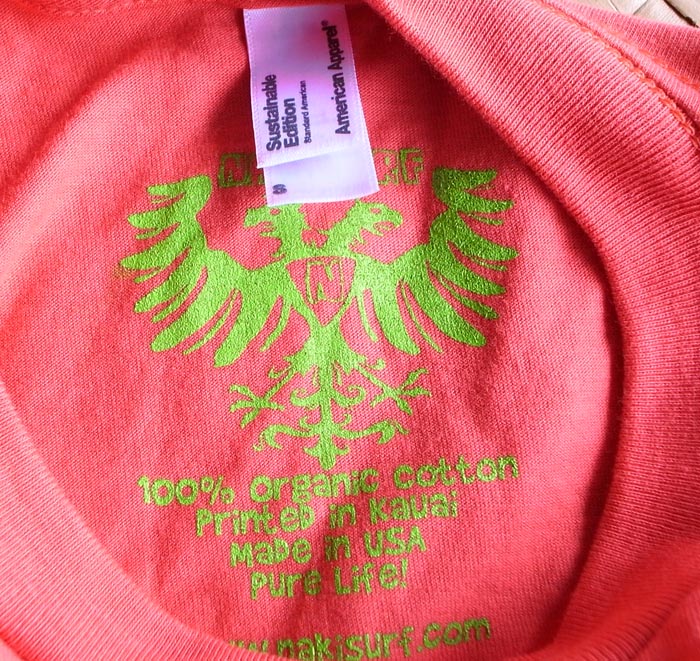 Sustainable
Edition
Standard American
American Apparel®
N
100% organic cotton
Printed in Kauai
Made in USA
Pure Life!
www.nakisurf.com